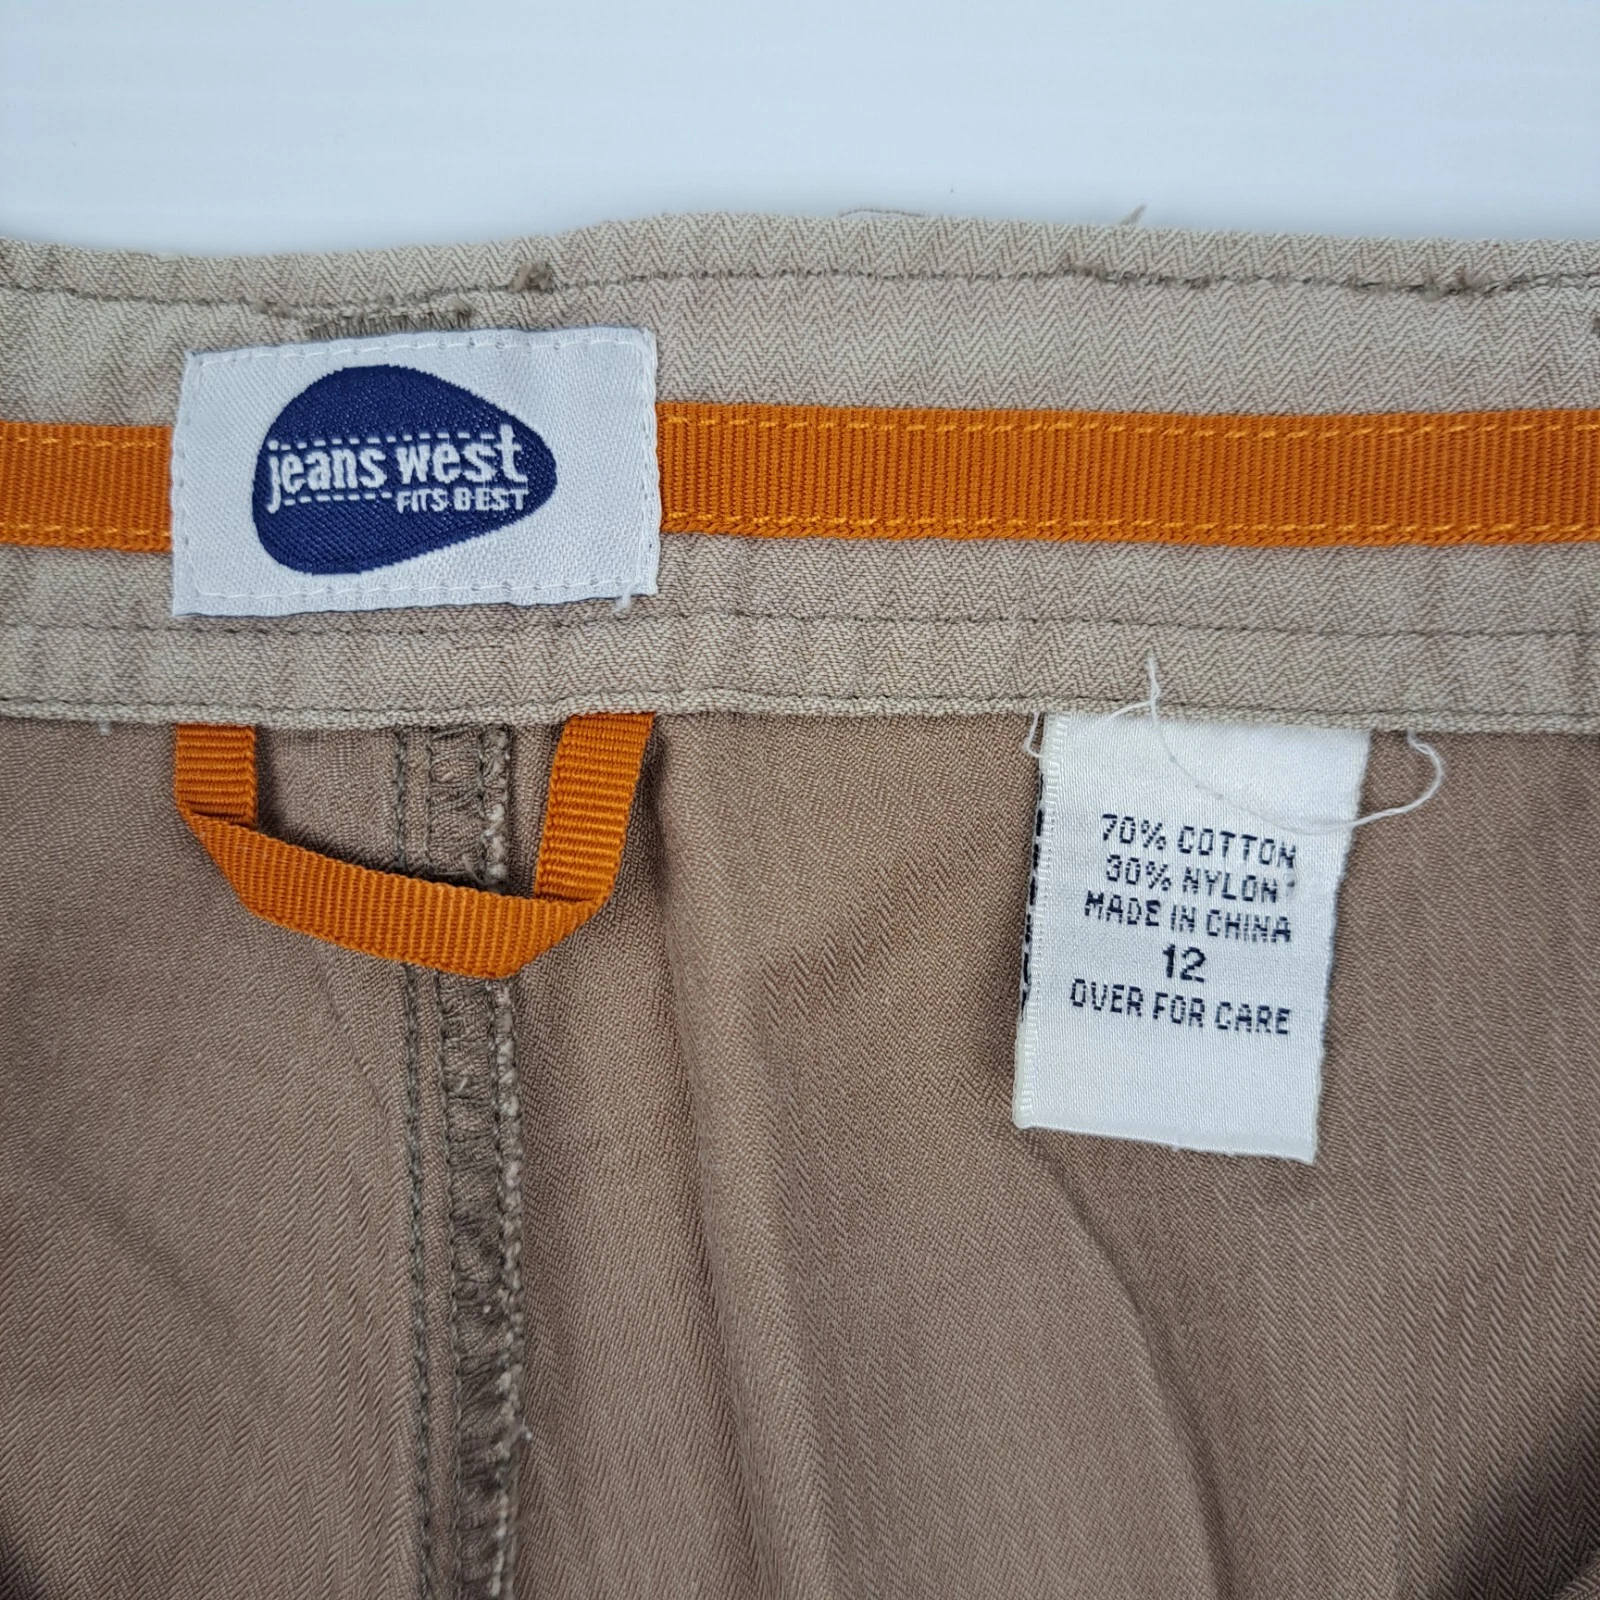 jeans west
FITS BEST
70% COTTON
30% NYLON
MADE IN CHINA
12
OVER FOR CARE